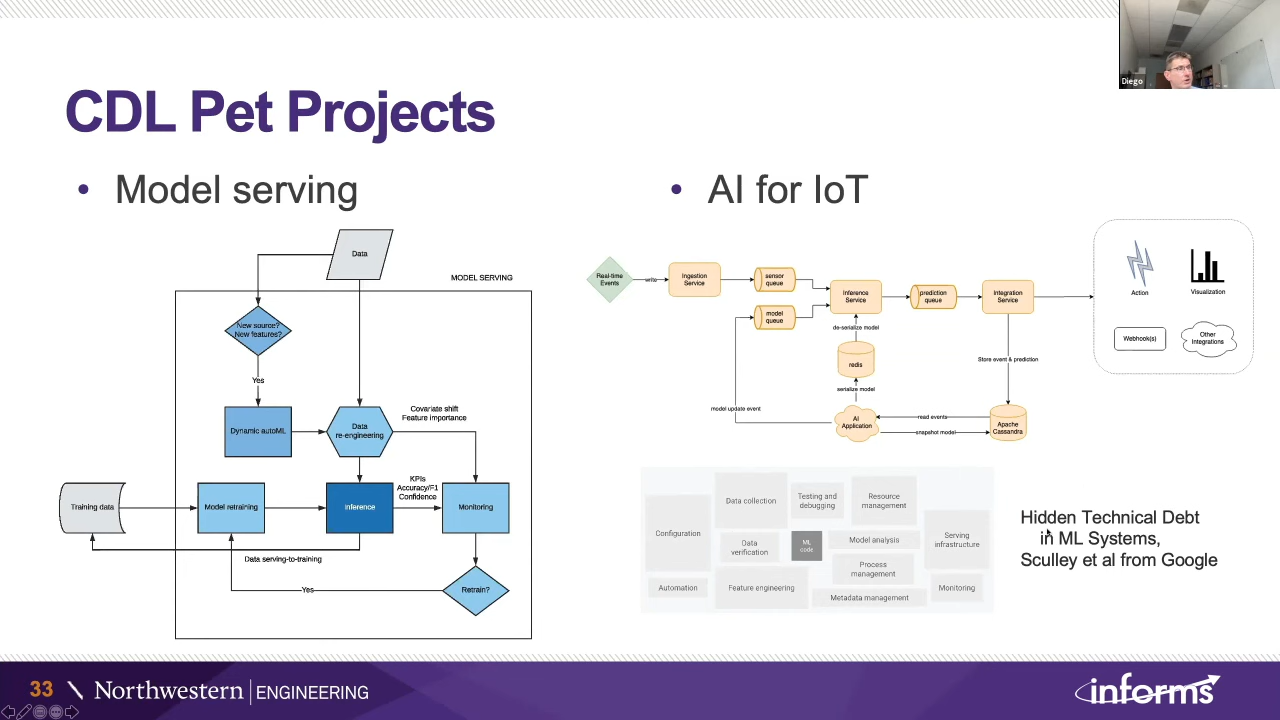 Diego
CDL Pet Projects
• Model serving
Data
MODEL SERVING
New source?
New features?
Yes
Dynamic autoML
Data
re-engineering
Covariate shift
Feature importance
KPIs
Accuracy/F1
Confidence
Training data
Model retraining
Inference
Monitoring
Data serving-to-training
Yes
Retrain?
• AI for IoT
Real-time
Events
write
Ingestion
Service
sensor
queue
model
queue
Inference
Service
prediction
queue
Integration
Service
Action
Visualization
Webhook(s)
Other
Integrations
de-serialize model
redis
serialize model
Store event & prediction
model update event
AI
Application
read events
snapshot model
Apache
Cassandra
Configuration
Automation
Data collection
Data
verification
Feature engineering
Testing and
debugging
ML
code
Resource
management
Model analysis
Process
management
Metadata management
Serving
infrastructure
Monitoring
Hidden Technical Debt
in ML Systems,
Sculley et al from Google
33
Northwestern | ENGINEERING
informs